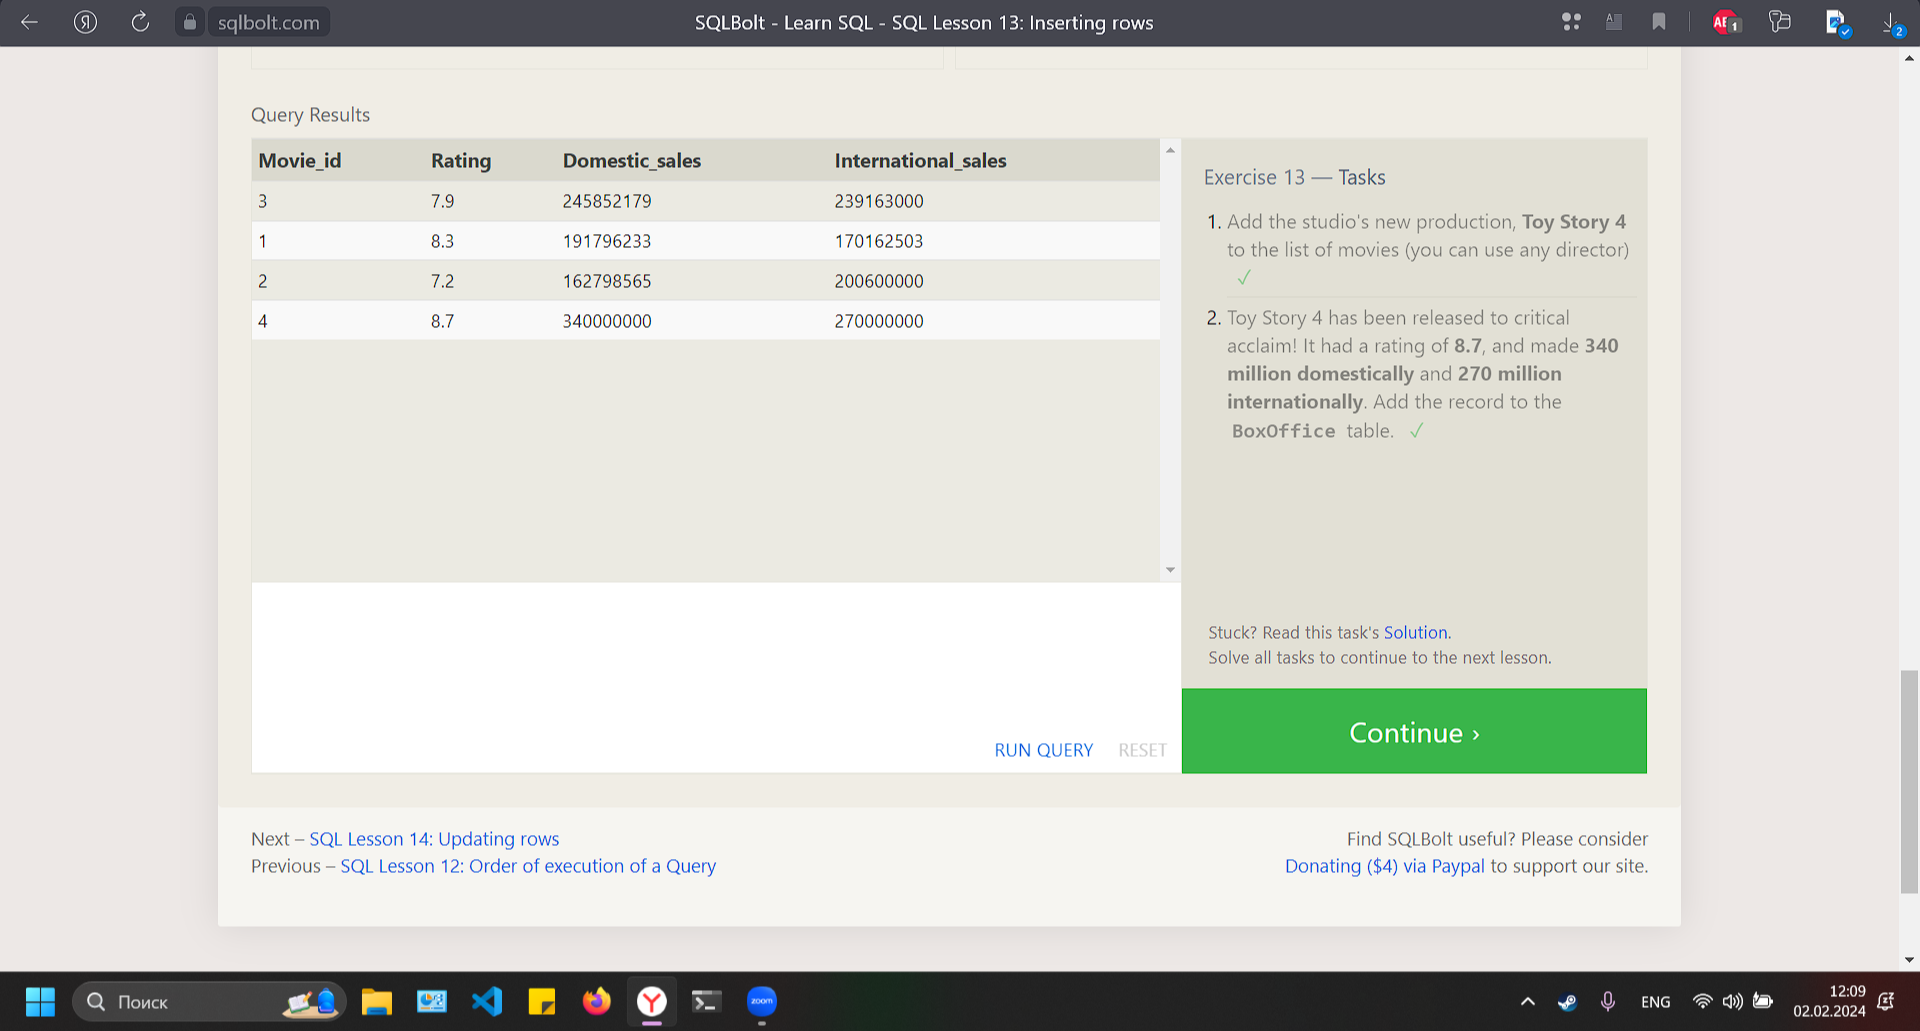 sqlbolt.com
SQLBolt - Learn SQL - SQL Lesson 13: Inserting rows
Query Results
Movie_id Rating Domestic_sales International_sales
3 7.9 245852179 239163000
1 8.3 191796233 170162503
2 7.2 162798565 200600000
4 8.7 340000000 270000000
RUN QUERY RESET
Exercise 13 — Tasks
1. Add the studio's new production, Toy Story 4
to the list of movies (you can use any director)
✓
2. Toy Story 4 has been released to critical
acclaim! It had a rating of 8.7, and made 340
million domestically and 270 million
internationally. Add the record to the
BoxOffice table. ✓
Stuck? Read this task's Solution.
Solve all tasks to continue to the next lesson.
Continue ›
Next – SQL Lesson 14: Updating rows
Previous – SQL Lesson 12: Order of execution of a Query
Find SQLBolt useful? Please consider
Donating ($4) via Paypal to support our site.
Поиск
zoom
ENG
12:09
02.02.2024